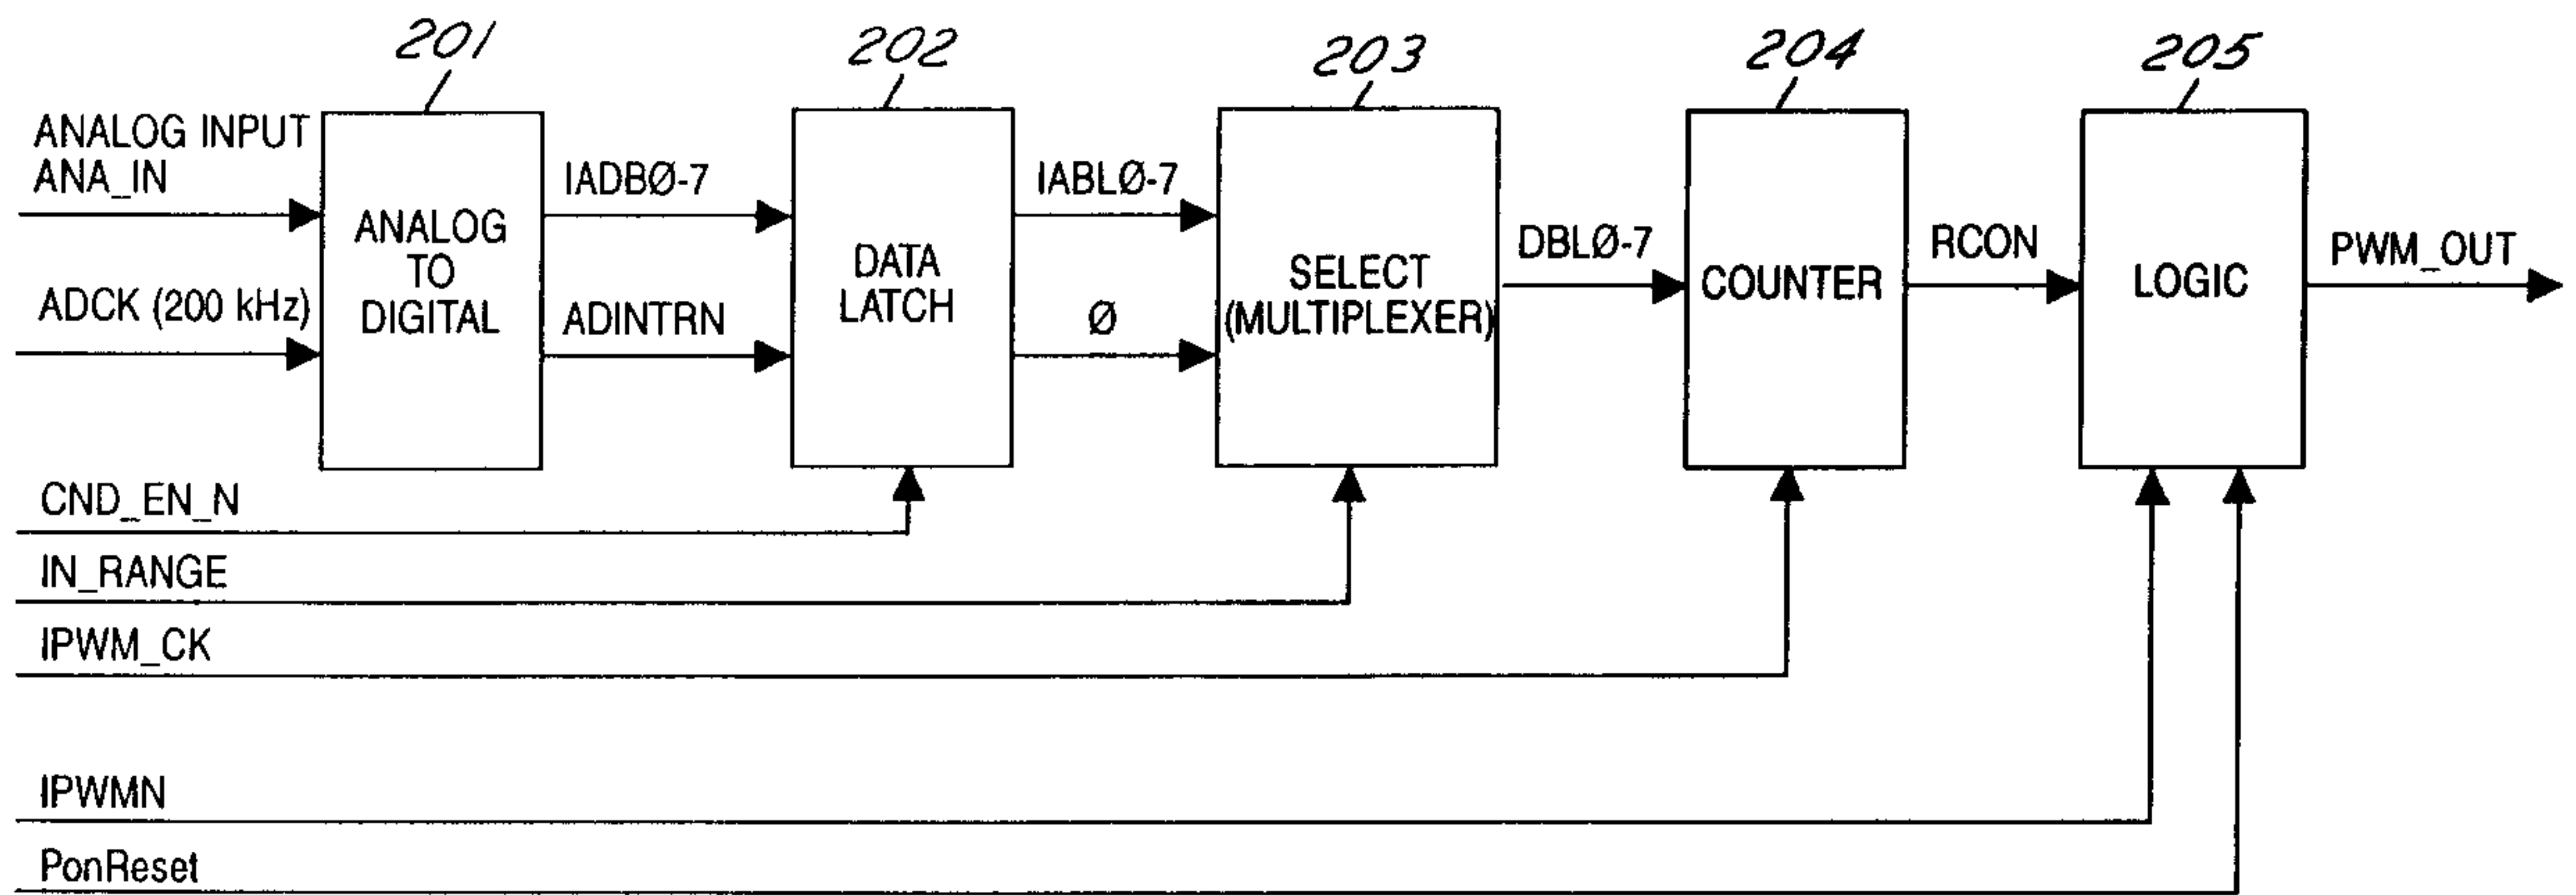 201
202
203
204
205
ANALOG INPUT
ANA_IN
ADCK (200 kHz)
ANALOG
TO
DIGITAL
IADBØ-7
ADINTRN
DATA
LATCH
IABLØ-7
Ø
SELECT
(MULTIPLEXER)
DBLØ-7
COUNTER
RCON
LOGIC
PWM_OUT
CND_EN_N
IN_RANGE
IPWM_CK
IPWMN
PonReset